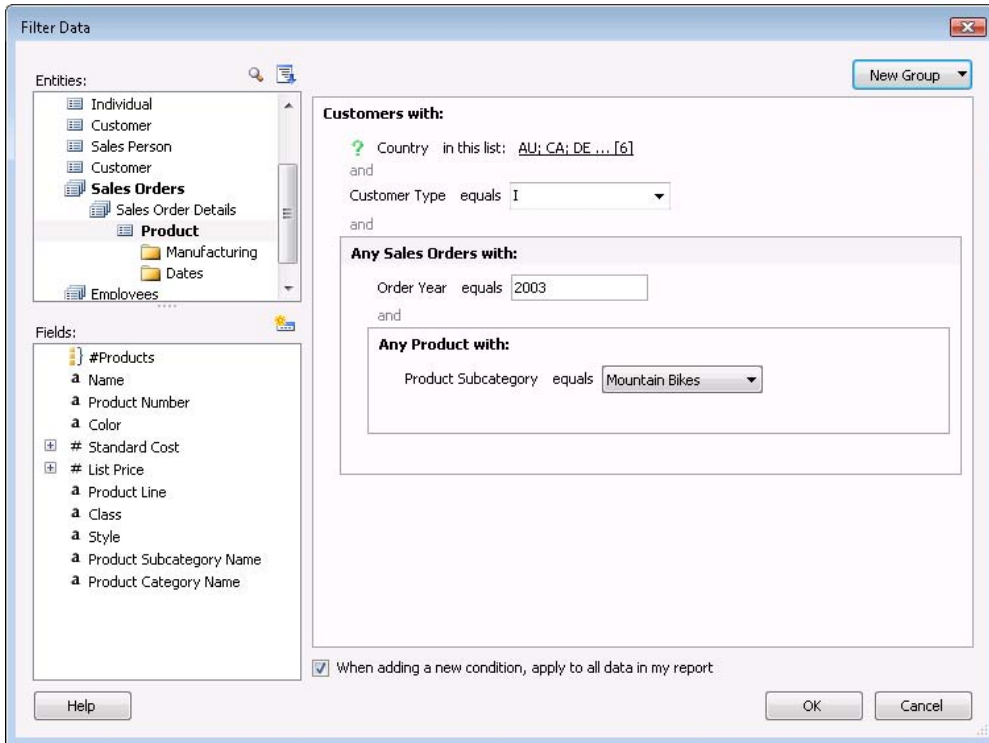 Filter Data
Entities:
New Group
Individual
Customer
Sales Person
Customer
Sales Orders
Sales Order Details
Product
Manufacturing
Dates
Employees
Fields:
#Products
a Name
a Product Number
a Color
# Standard Cost
# List Price
a Product Line
a Class
a Style
a Product Subcategory Name
a Product Category Name
Customers with:
? Country in this list: AU; CA; DE ... [6]
and
Customer Type equals I
and
Any Sales Orders with:
Order Year equals 2003
and
Any Product with:
Product Subcategory equals Mountain Bikes
When adding a new condition, apply to all data in my report
Help
OK
Cancel